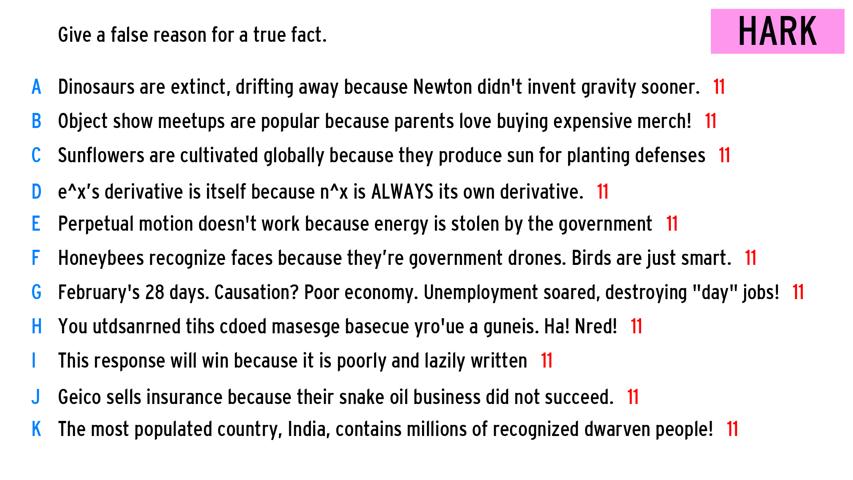 Give a false reason for a true fact.
HARK
A Dinosaurs are extinct, drifting away because Newton didn't invent gravity sooner. 11
B Object show meetups are popular because parents love buying expensive merch! 11
C Sunflowers are cultivated globally because they produce sun for planting defenses 11
D e^x's derivative is itself because n^x is ALWAYS its own derivative. 11
E Perpetual motion doesn't work because energy is stolen by the government 11
F Honeybees recognize faces because they’re government drones. Birds are just smart. 11
G February's 28 days. Causation? Poor economy. Unemployment soared, destroying "day" jobs! 11
H You utdsanrned tihs cdoed masesge basecue yro'ue a guneis. Ha! Nred! 11
I This response will win because it is poorly and lazily written 11
J Geico sells insurance because their snake oil business did not succeed. 11
K The most populated country, India, contains millions of recognized dwarven people! 11